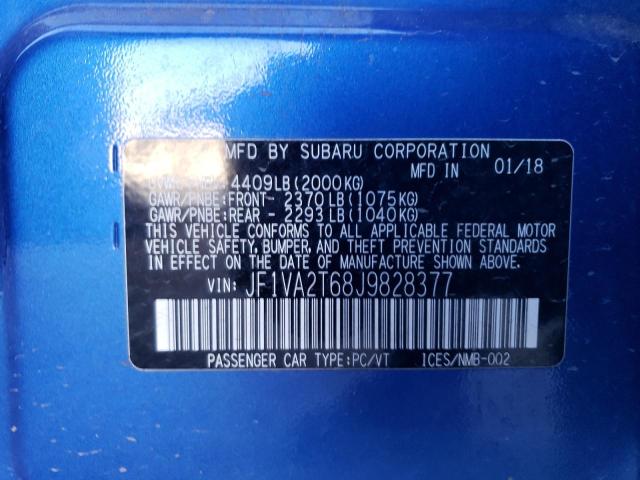 MFD BY SUBARU CORPORATION
MFD IN 01/18
4409LB(2000KG)
GAWR/PNBE:FRONT- 2370LB(1075KG)
GAWR/PNBE:REAR - 2293LB(1040KG)
THIS VEHICLE CONFORMS TO ALL APPLICABLE FEDERAL MOTOR
VEHICLE SAFETY, BUMPER, AND THEFT PREVENTION STANDARDS
IN EFFECT ON THE DATE OF MANUFACTURE SHOWN ABOVE.
VIN: JF1VA2T68J9828377
PASSENGER CAR TYPE:PC/VT ICES/NMB-002